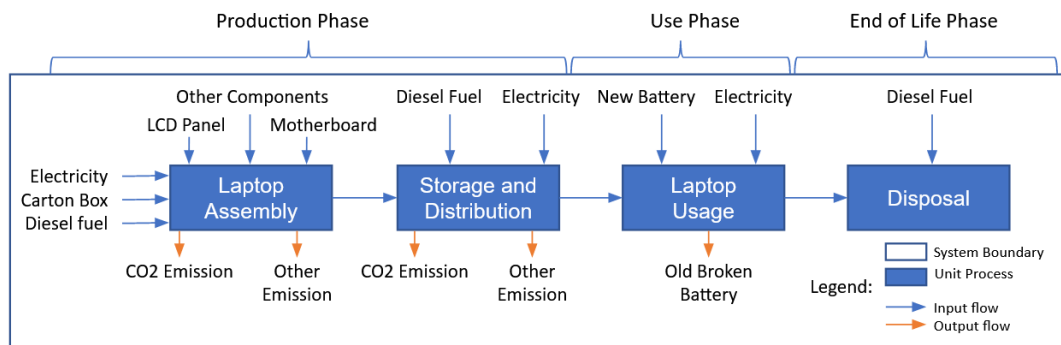 Production Phase
Use Phase
End of Life Phase
Other Components
Diesel Fuel
Electricity
New Battery
Electricity
Diesel Fuel
LCD Panel
Motherboard
Electricity
Carton Box
Diesel fuel
Laptop
Assembly
Storage and
Distribution
Laptop
Usage
Disposal
CO2 Emission
Other
Emission
CO2 Emission
Other
Emission
Old Broken
Battery
Legend:
System Boundary
Unit Process
Input flow
Output flow